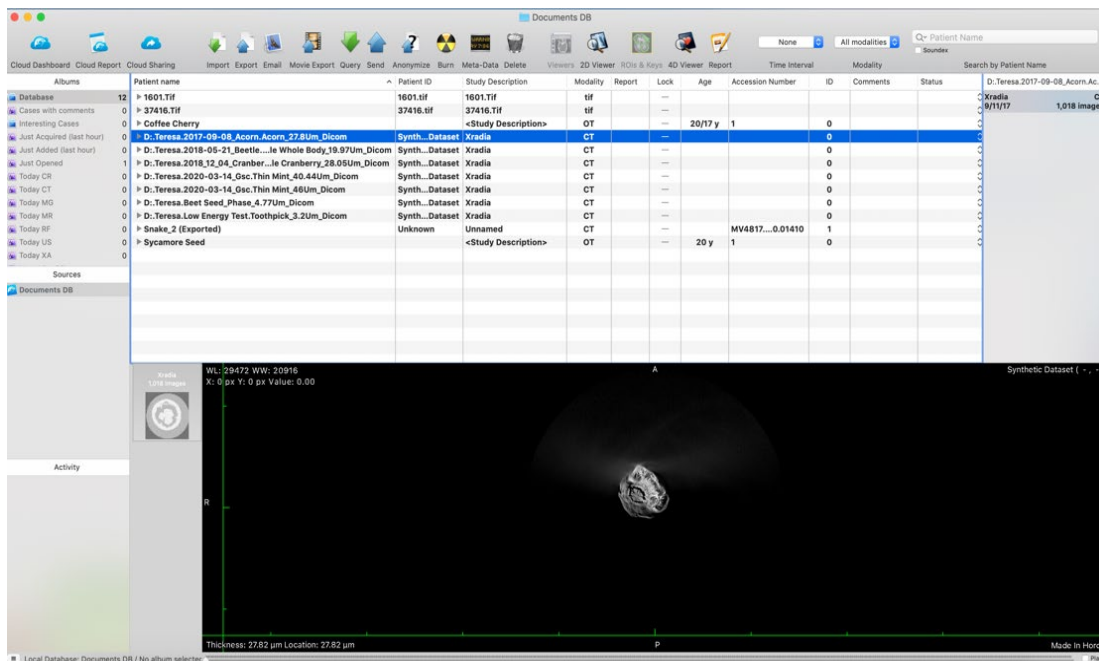 Documents DB
Cloud Dashboard Cloud Report Cloud Sharing Import Export Email Movie Export Query Send Anonymize Burn Meta-Data Delete Viewers 2D Viewer ROIs & Keys 4D Viewer Report
None
Time Interval
All modalities
Modality
Patient Name
Soundex
Search by Patient Name
Albums
Database 12
Cases with comments 0
Interesting Cases 0
Just Acquired (last hour) 0
Just Added (last hour) 0
Just Opened 1
Today CR 0
Today CT 0
Today MG 0
Today MR 0
Today RF 0
Today US 0
Today XA 0
Sources
Documents DB
Activity
Patient name Patient ID Study Description Modality Report Lock Age Accession Number ID Comments Status
1601.Tif 1601.tif 1601.Tif tif —
37416.Tif 37416.tif 37416.Tif tif —
Coffee Cherry <Study Description> OT — 20/17 y 1 0
D:.Teresa.2017-09-08_Acorn.Acorn_27.8Um_Dicom Synth...Dataset Xradia CT — 0
D:.Teresa.2018-05-21_Beetle....le Whole Body_19.97Um_Dicom Synth...Dataset Xradia CT — 0
D:.Teresa.2018_12_04_Cranber...le Cranberry_28.05Um_Dicom Synth...Dataset Xradia CT — 0
D:.Teresa.2020-03-14_Gsc.Thin Mint_40.44Um_Dicom Synth...Dataset Xradia CT — 0
D:.Teresa.2020-03-14_Gsc.Thin Mint_46Um_Dicom Synth...Dataset Xradia CT — 0
D:.Teresa.Beet Seed_Phase_4.77Um_Dicom Synth...Dataset Xradia CT — 0
D:.Teresa.Low Energy Test.Toothpick_3.2Um_Dicom Synth...Dataset Xradia CT — 0
Snake_2 (Exported) Unknown Unnamed CT — MV4817....0.01410 1
Sycamore Seed <Study Description> OT — 20 y 1 0
D:.Teresa.2017-09-08_Acorn.Ac.
Xradia C
9/11/17 1,018 image
Xradia
1,018 images
WL: 29472 WW: 20916
X: 0 px Y: 0 px Value: 0.00
A
Synthetic Dataset ( - , -
R
Thickness: 27.82 µm Location: 27.82 µm
P
Made In Horo
Local Database: Documents DB / No album selected
Pla